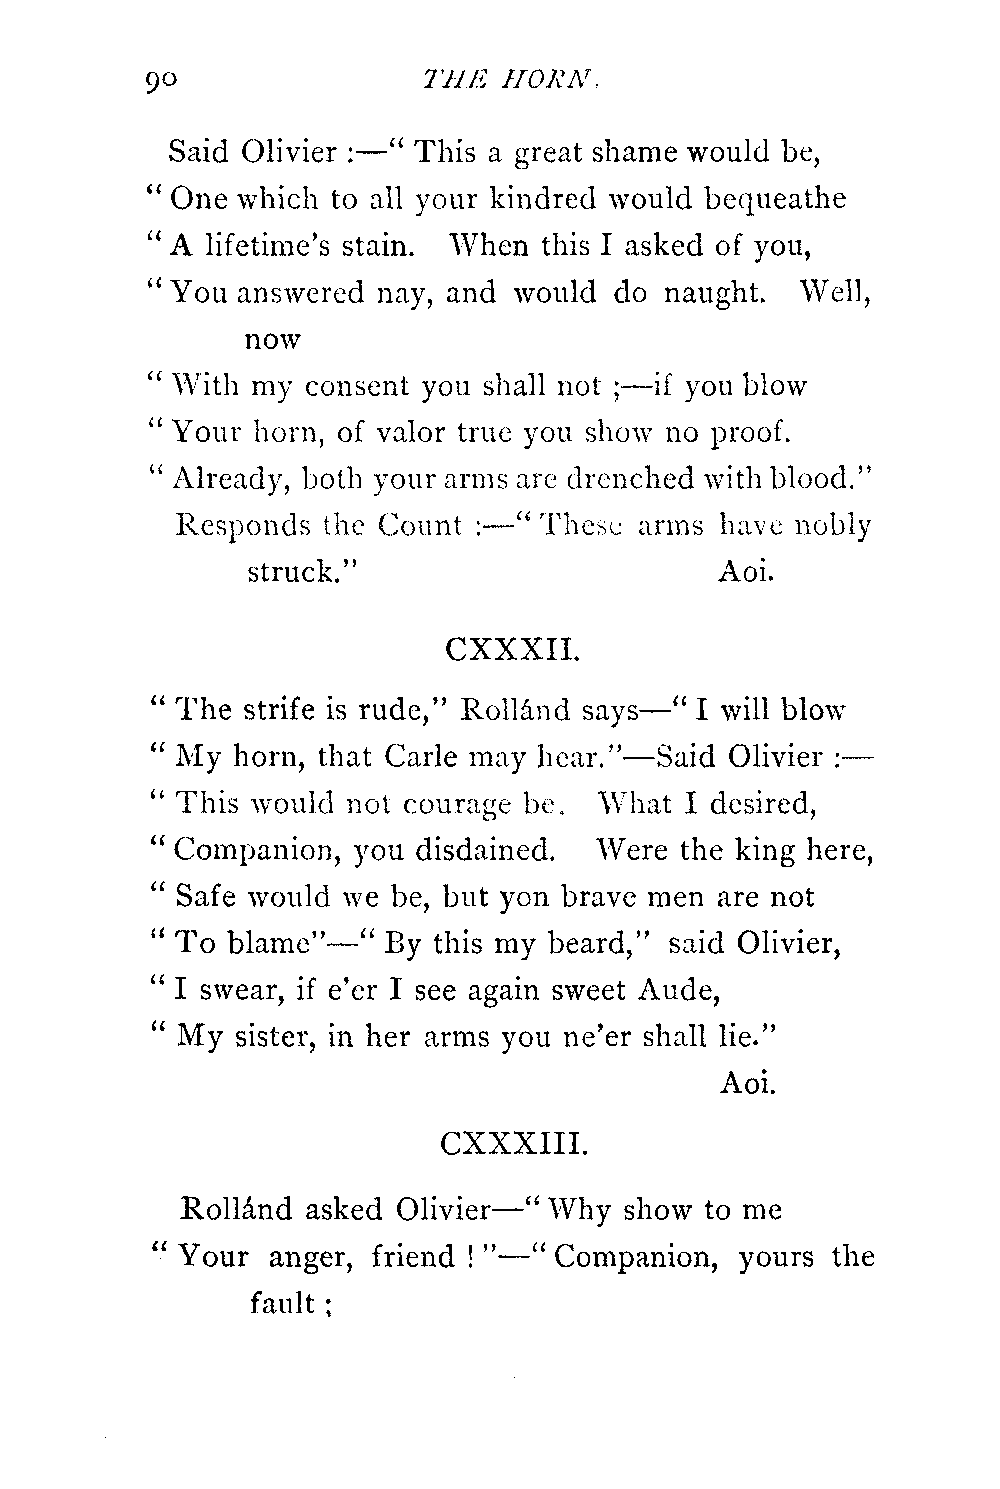 90 THE HORN.
Said Olivier :—“ This a great shame would be,
“ One which to all your kindred would bequeathe
“ A lifetime’s stain. When this I asked of you,
“ You answered nay, and would do naught. Well,
now
“ With my consent you shall not ;—if you blow
“ Your horn, of valor true you show no proof.
“ Already, both your arms are drenched with blood.”
Responds the Count :—“ These arms have nobly
struck.” Aoi.
CXXXII.
“ The strife is rude,” Rollánd says—“ I will blow
“ My horn, that Carle may hear.”—Said Olivier :—
“ This would not courage be. What I desired,
“ Companion, you disdained. Were the king here,
“ Safe would we be, but yon brave men are not
“ To blame”—“ By this my beard,” said Olivier,
“ I swear, if e’er I see again sweet Aude,
“ My sister, in her arms you ne’er shall lie.”
Aoi.
CXXXIII.
Rollánd asked Olivier—“ Why show to me
“ Your anger, friend ! ”—“ Companion, yours the
fault ;